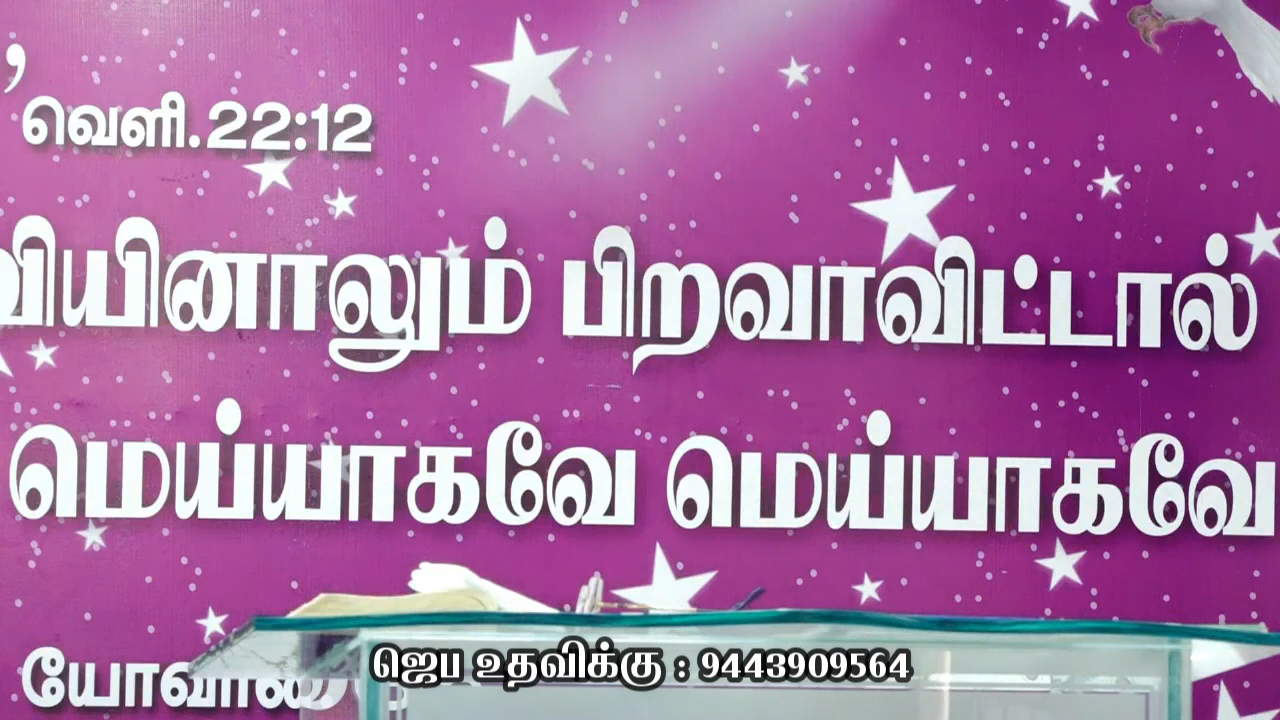 வெளி.22:12
வியினாலும் பிறவாவிட்டால்
மெய்யாகவே மெய்யாகவே
ஜெப உதவிக்கு : 9443909564